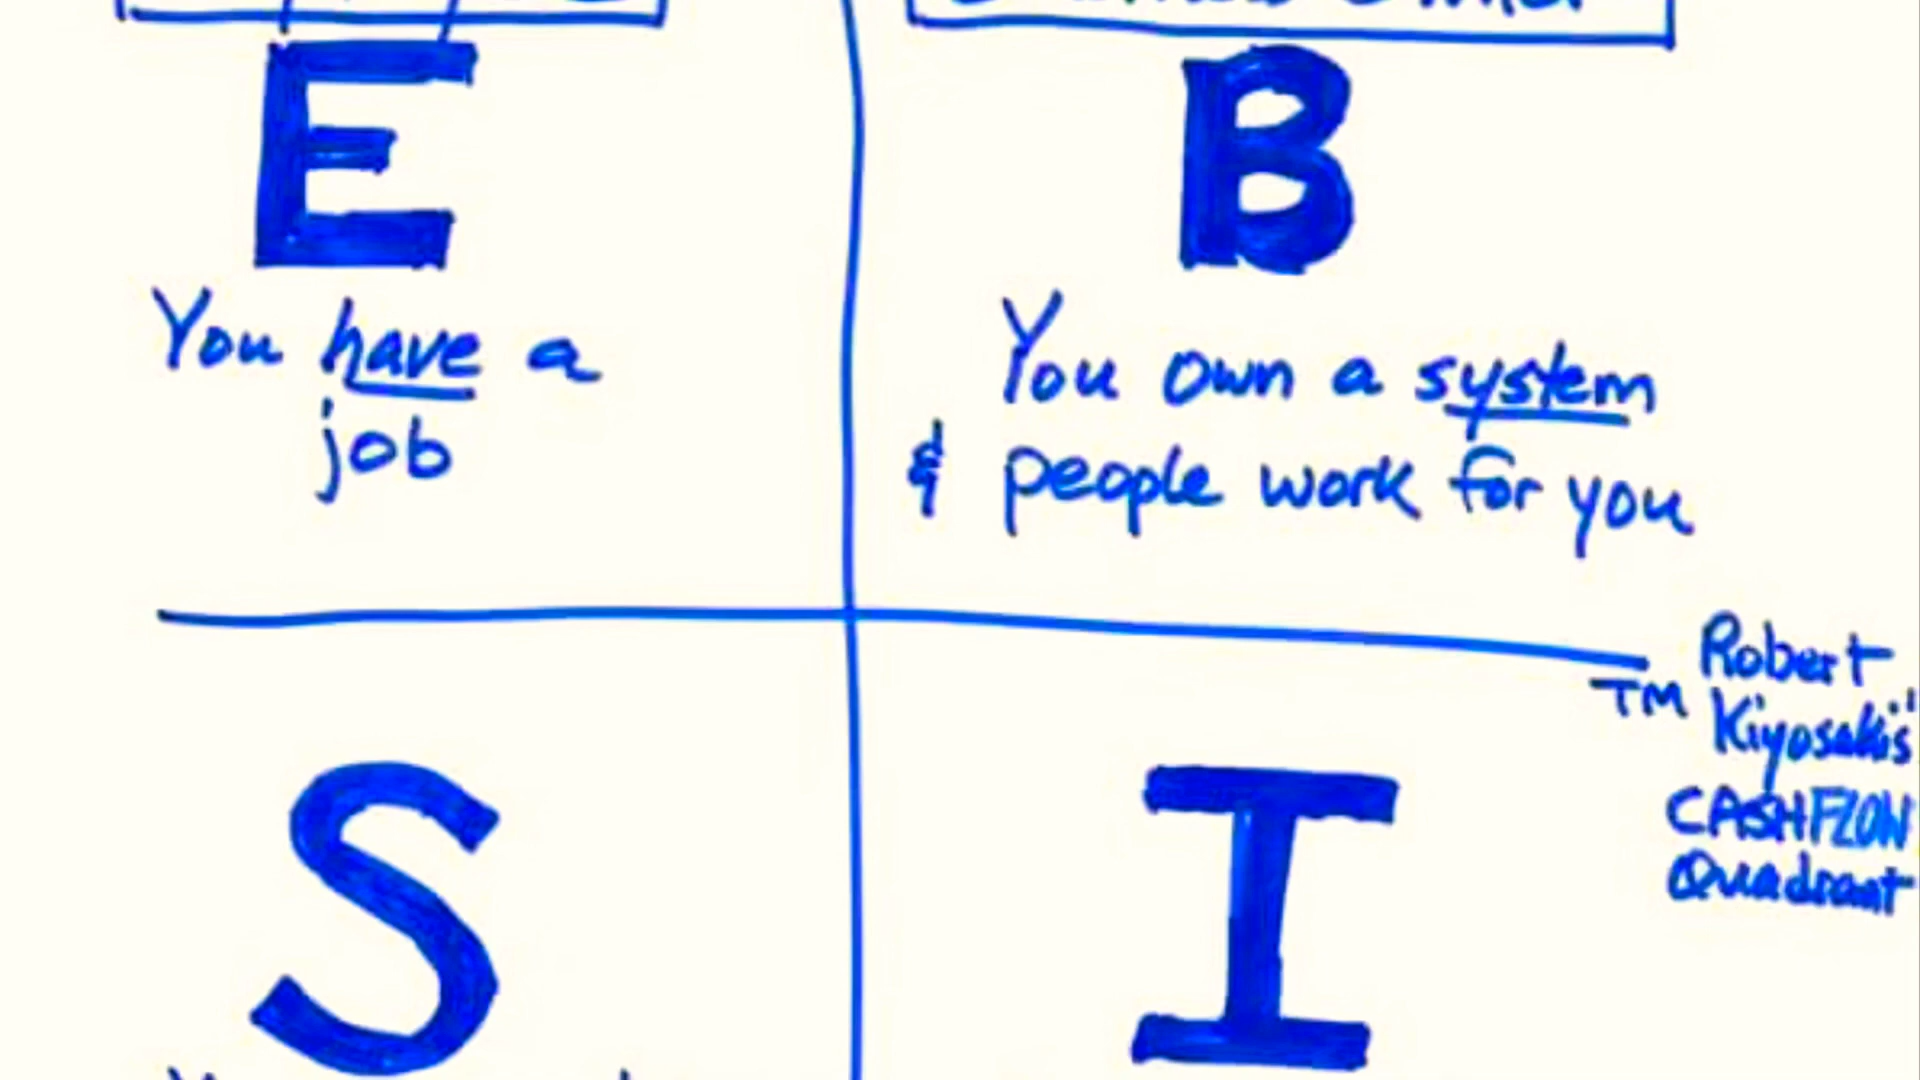 E
You have a
job
B
You own a system
& people work for you
TM
Robert
Kiyosaki's
CASHFLOW
Quadrant
S
I